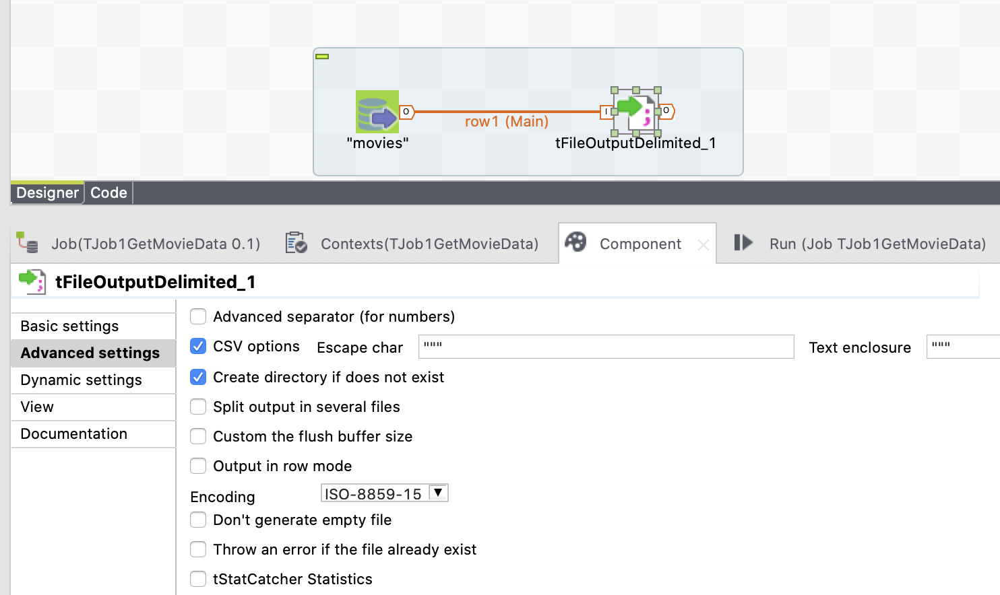 O
I
O
row1 (Main)
"movies"
tFileOutputDelimited_1
Designer
Code
Job(TJob1GetMovieData 0.1)
Contexts(TJob1GetMovieData)
Component
Run (Job TJob1GetMovieData)
tFileOutputDelimited_1
Basic settings
Advanced settings
Dynamic settings
View
Documentation
Advanced separator (for numbers)
CSV options Escape char """ Text enclosure """
Create directory if does not exist
Split output in several files
Custom the flush buffer size
Output in row mode
Encoding ISO-8859-15
Don't generate empty file
Throw an error if the file already exist
tStatCatcher Statistics